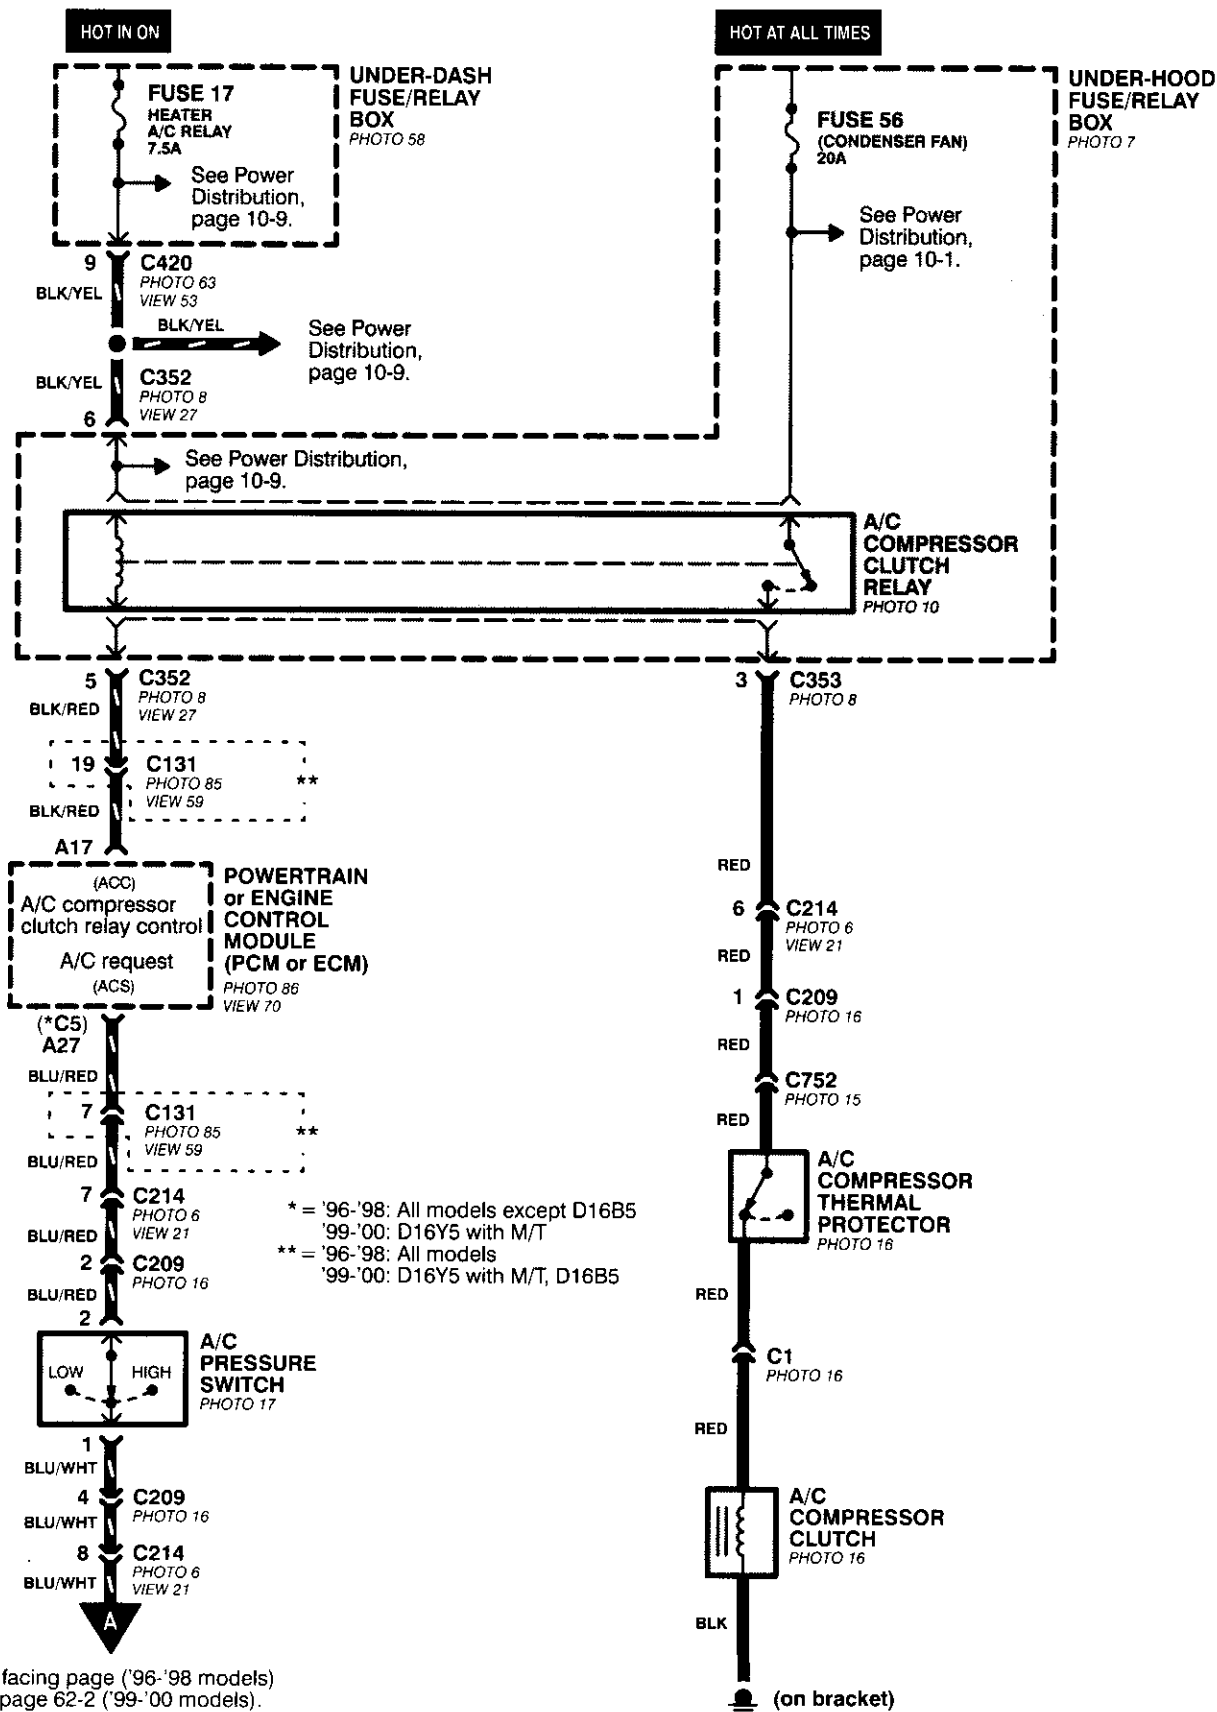 HOT IN ON
HOT AT ALL TIMES
FUSE 17
HEATER
A/C RELAY
7.5A
See Power
Distribution,
page 10-9.
UNDER-DASH
FUSE/RELAY
BOX
PHOTO 58
FUSE 56
(CONDENSER FAN)
20A
See Power
Distribution,
page 10-1.
UNDER-HOOD
FUSE/RELAY
BOX
PHOTO 7
9
C420
PHOTO 63
VIEW 53
BLK/YEL
BLK/YEL
See Power
Distribution,
page 10-9.
BLK/YEL
C352
PHOTO 8
VIEW 27
6
See Power Distribution,
page 10-9.
A/C
COMPRESSOR
CLUTCH
RELAY
PHOTO 10
5
C352
PHOTO 8
VIEW 27
BLK/RED
19
C131
PHOTO 85
VIEW 59
**
BLK/RED
A17
(ACC)
A/C compressor
clutch relay control
A/C request
(ACS)
POWERTRAIN
or ENGINE
CONTROL
MODULE
(PCM or ECM)
PHOTO 86
VIEW 70
(*C5)
A27
BLU/RED
7
C131
PHOTO 85
VIEW 59
**
BLU/RED
7
C214
PHOTO 6
VIEW 21
BLU/RED
2
C209
PHOTO 16
BLU/RED
2
LOW
HIGH
A/C
PRESSURE
SWITCH
PHOTO 17
1
BLU/WHT
4
C209
PHOTO 16
BLU/WHT
8
C214
PHOTO 6
VIEW 21
BLU/WHT
A
facing page ('96-'98 models)
page 62-2 ('99-'00 models).
* = '96-'98: All models except D16B5
'99-'00: D16Y5 with M/T
** = '96-'98: All models
'99-'00: D16Y5 with M/T, D16B5
3
C353
PHOTO 8
RED
6
C214
PHOTO 6
VIEW 21
RED
1
C209
PHOTO 16
RED
C752
PHOTO 15
RED
A/C
COMPRESSOR
THERMAL
PROTECTOR
PHOTO 16
RED
C1
PHOTO 16
RED
A/C
COMPRESSOR
CLUTCH
PHOTO 16
BLK
(on bracket)